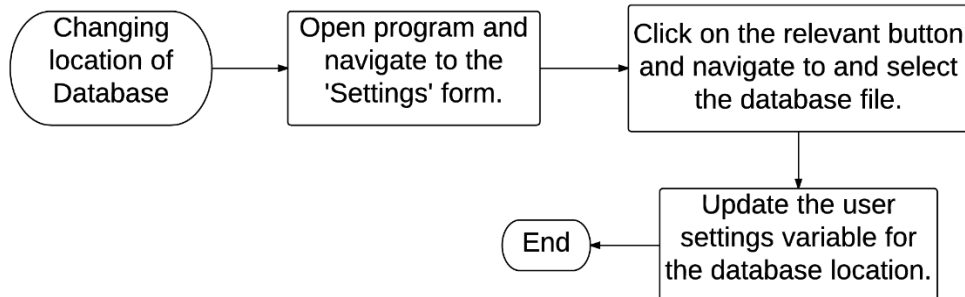 Changing
location of
Database
Open program and
navigate to the
'Settings' form.
Click on the relevant button
and navigate to and select
the database file.
Update the user
settings variable for
the database location.
End